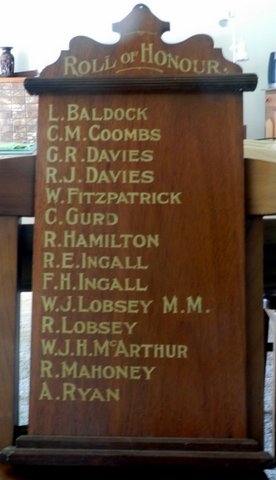 ROLL OF HONOUR.
L. BALDOCK
C. M. COOMBS
G. R. DAVIES
R. J. DAVIES
W. FITZPATRICK
C. GURD
R. HAMILTON
R. E. INGALL
F. H. INGALL
W. J. LOBSEY M. M.
R. LOBSEY
W. J. H. McARTHUR
R. MAHONEY
A. RYAN